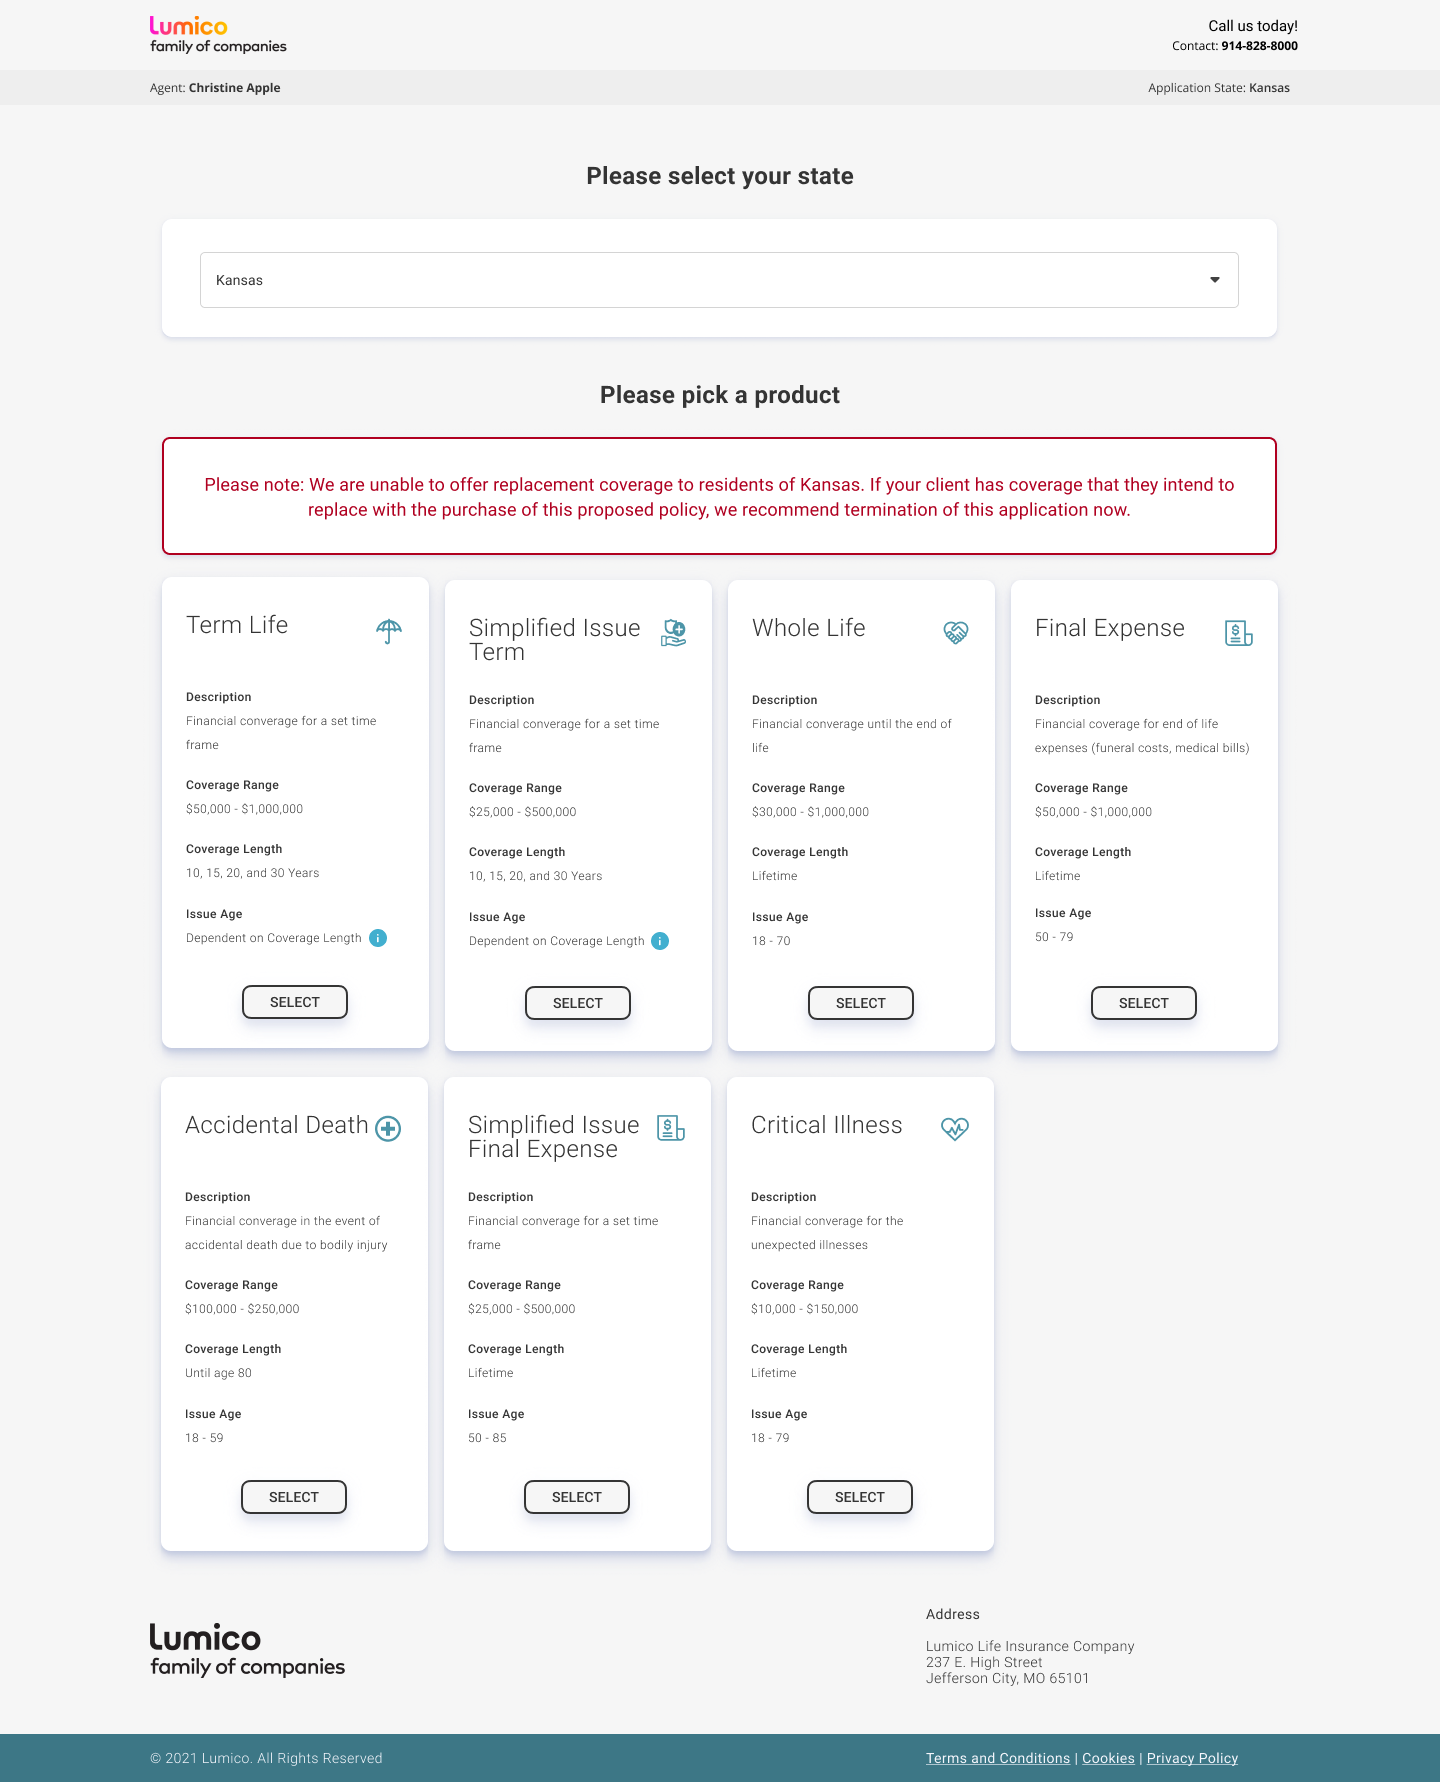 Lumico
family of companies
Call us today!
Contact: 914-828-8000
Agent: Christine Apple
Application State: Kansas
Please select your state
Kansas
Please pick a product
Please note: We are unable to offer replacement coverage to residents of Kansas. If your client has coverage that they intend to
replace with the purchase of this proposed policy, we recommend termination of this application now.
Term Life
Description
Financial converage for a set time
frame
Coverage Range
$50,000 - $1,000,000
Coverage Length
10, 15, 20, and 30 Years
Issue Age
Dependent on Coverage Length
i
SELECT
Simplified Issue
Term
Description
Financial converage for a set time
frame
Coverage Range
$25,000 - $500,000
Coverage Length
10, 15, 20, and 30 Years
Issue Age
Dependent on Coverage Length
i
SELECT
Whole Life
Description
Financial converage until the end of
life
Coverage Range
$30,000 - $1,000,000
Coverage Length
Lifetime
Issue Age
18 - 70
SELECT
Final Expense
$
Description
Financial coverage for end of life
expenses (funeral costs, medical bills)
Coverage Range
$50,000 - $1,000,000
Coverage Length
Lifetime
Issue Age
50 - 79
SELECT
Accidental Death
Description
Financial converage in the event of
accidental death due to bodily injury
Coverage Range
$100,000 - $250,000
Coverage Length
Until age 80
Issue Age
18 - 59
SELECT
Simplified Issue
Final Expense
$
Description
Financial converage for a set time
frame
Coverage Range
$25,000 - $500,000
Coverage Length
Lifetime
Issue Age
50 - 85
SELECT
Critical Illness
Description
Financial converage for the
unexpected illnesses
Coverage Range
$10,000 - $150,000
Coverage Length
Lifetime
Issue Age
18 - 79
SELECT
Lumico
family of companies
Address
Lumico Life Insurance Company
237 E. High Street
Jefferson City, MO 65101
© 2021 Lumico. All Rights Reserved
Terms and Conditions | Cookies | Privacy Policy